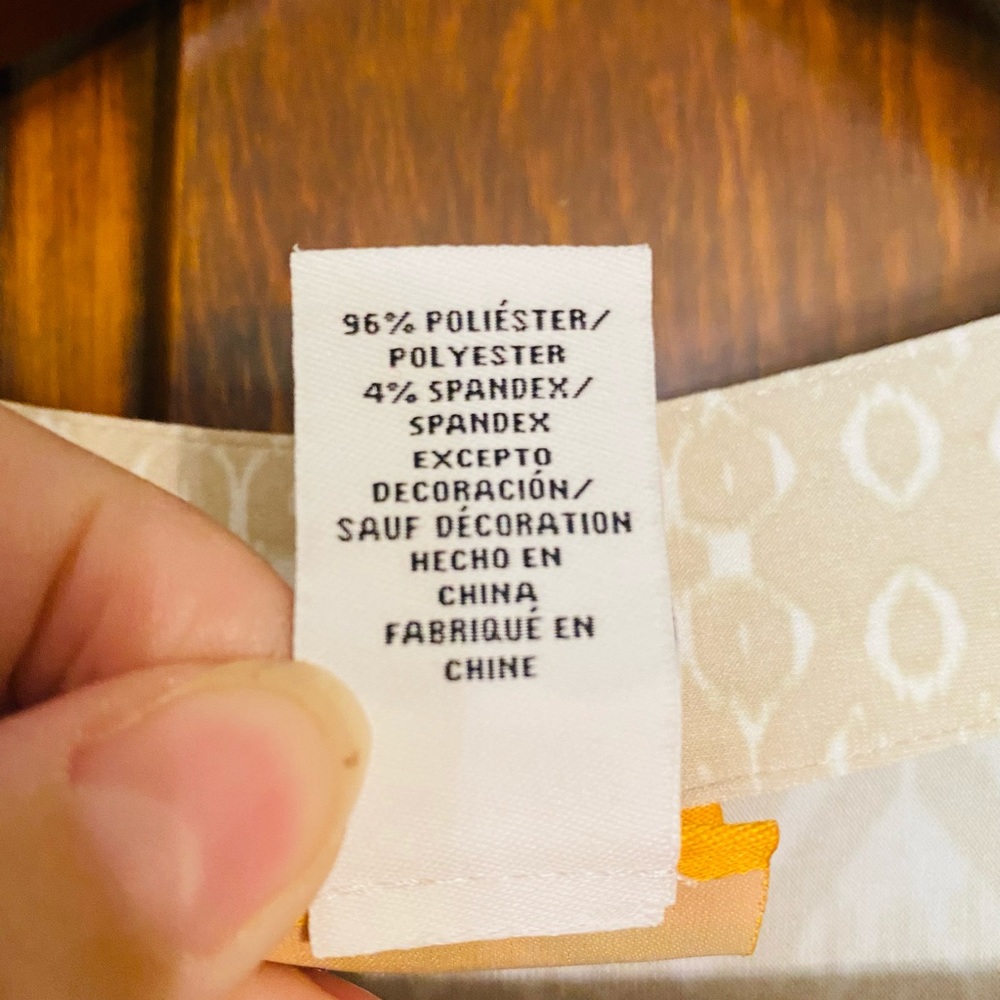 96% POLIÉSTER/
POLYESTER
4% SPANDEX/
SPANDEX
EXCEPTO
DECORACIÓN/
SAUF DÉCORATION
HECHO EN
CHINA
FABRIQUÉ EN
CHINE